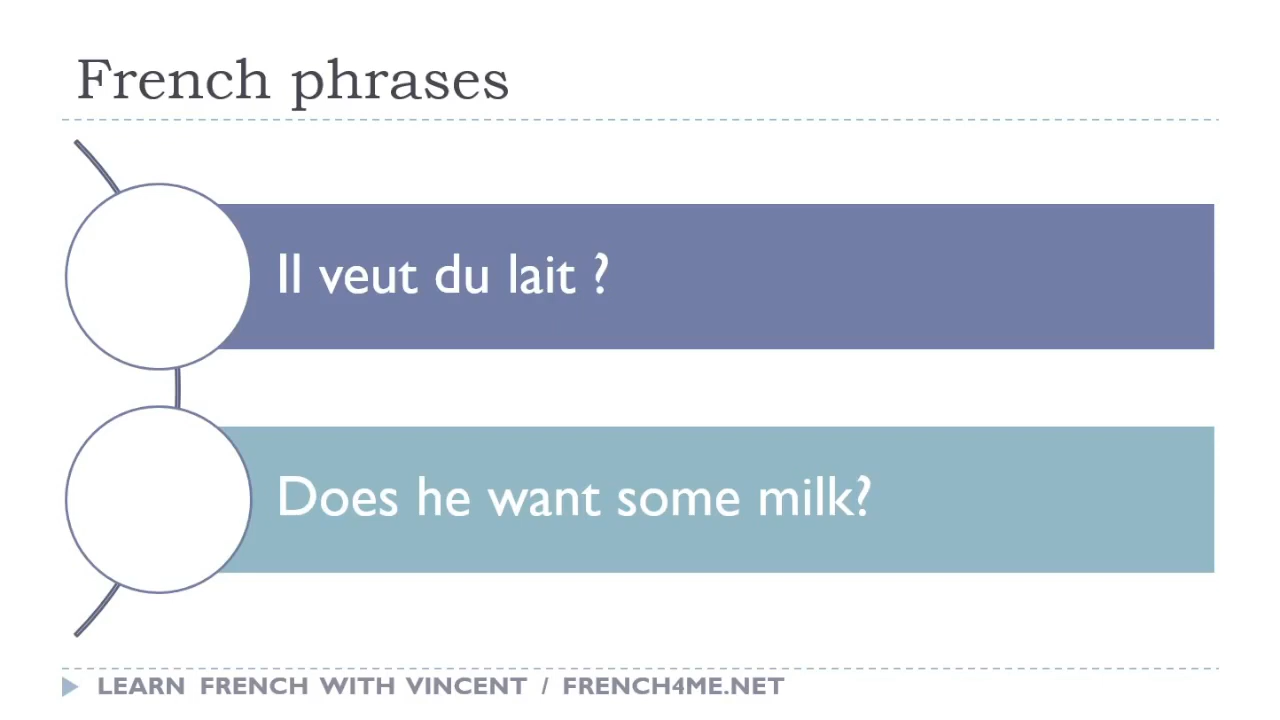 French phrases
Il veut du lait ?
Does he want some milk?
LEARN FRENCH WITH VINCENT / FRENCH4ME.NET